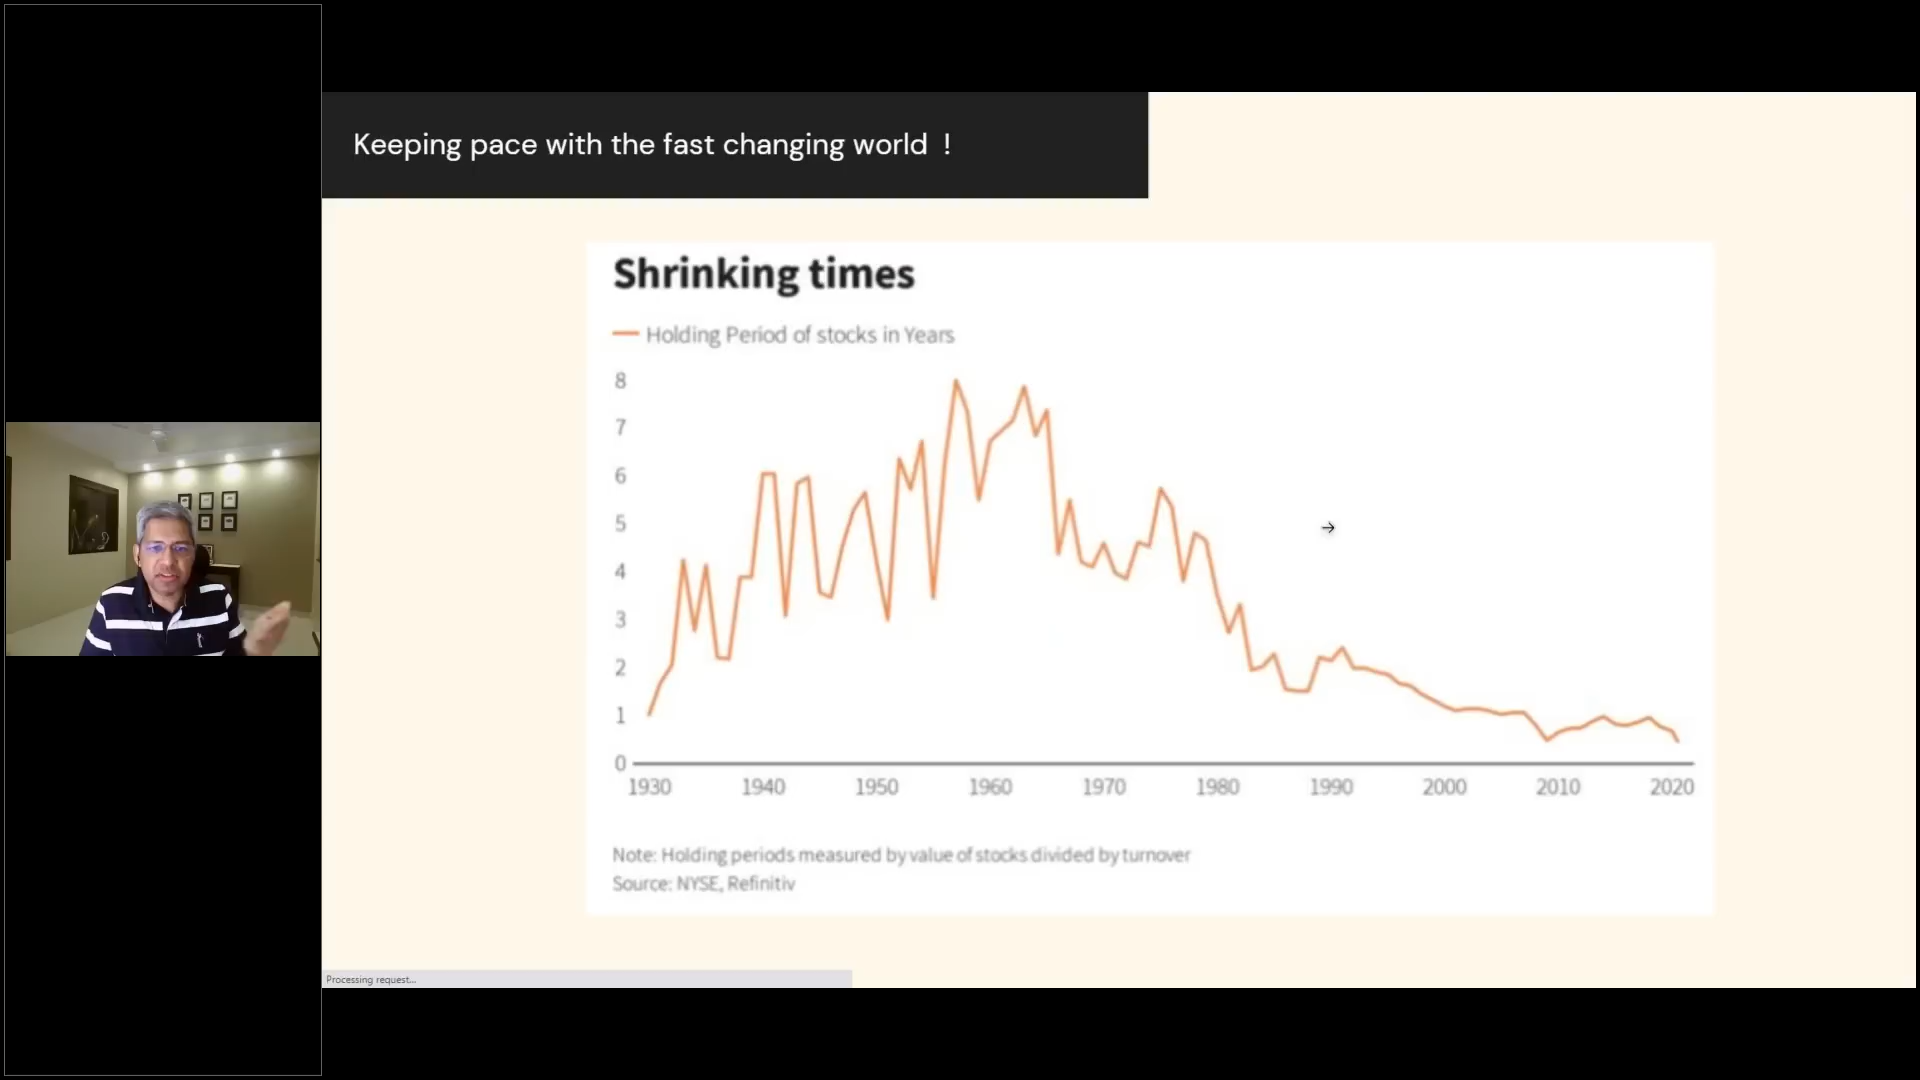 Keeping pace with the fast changing world !
Shrinking times
Holding Period of stocks in Years
8
7
6
5
4
3
2
1
0
1930 1940 1950 1960 1970 1980 1990 2000 2010 2020
Note: Holding periods measured by value of stocks divided by turnover
Source: NYSE, Refinitiv
Processing request...